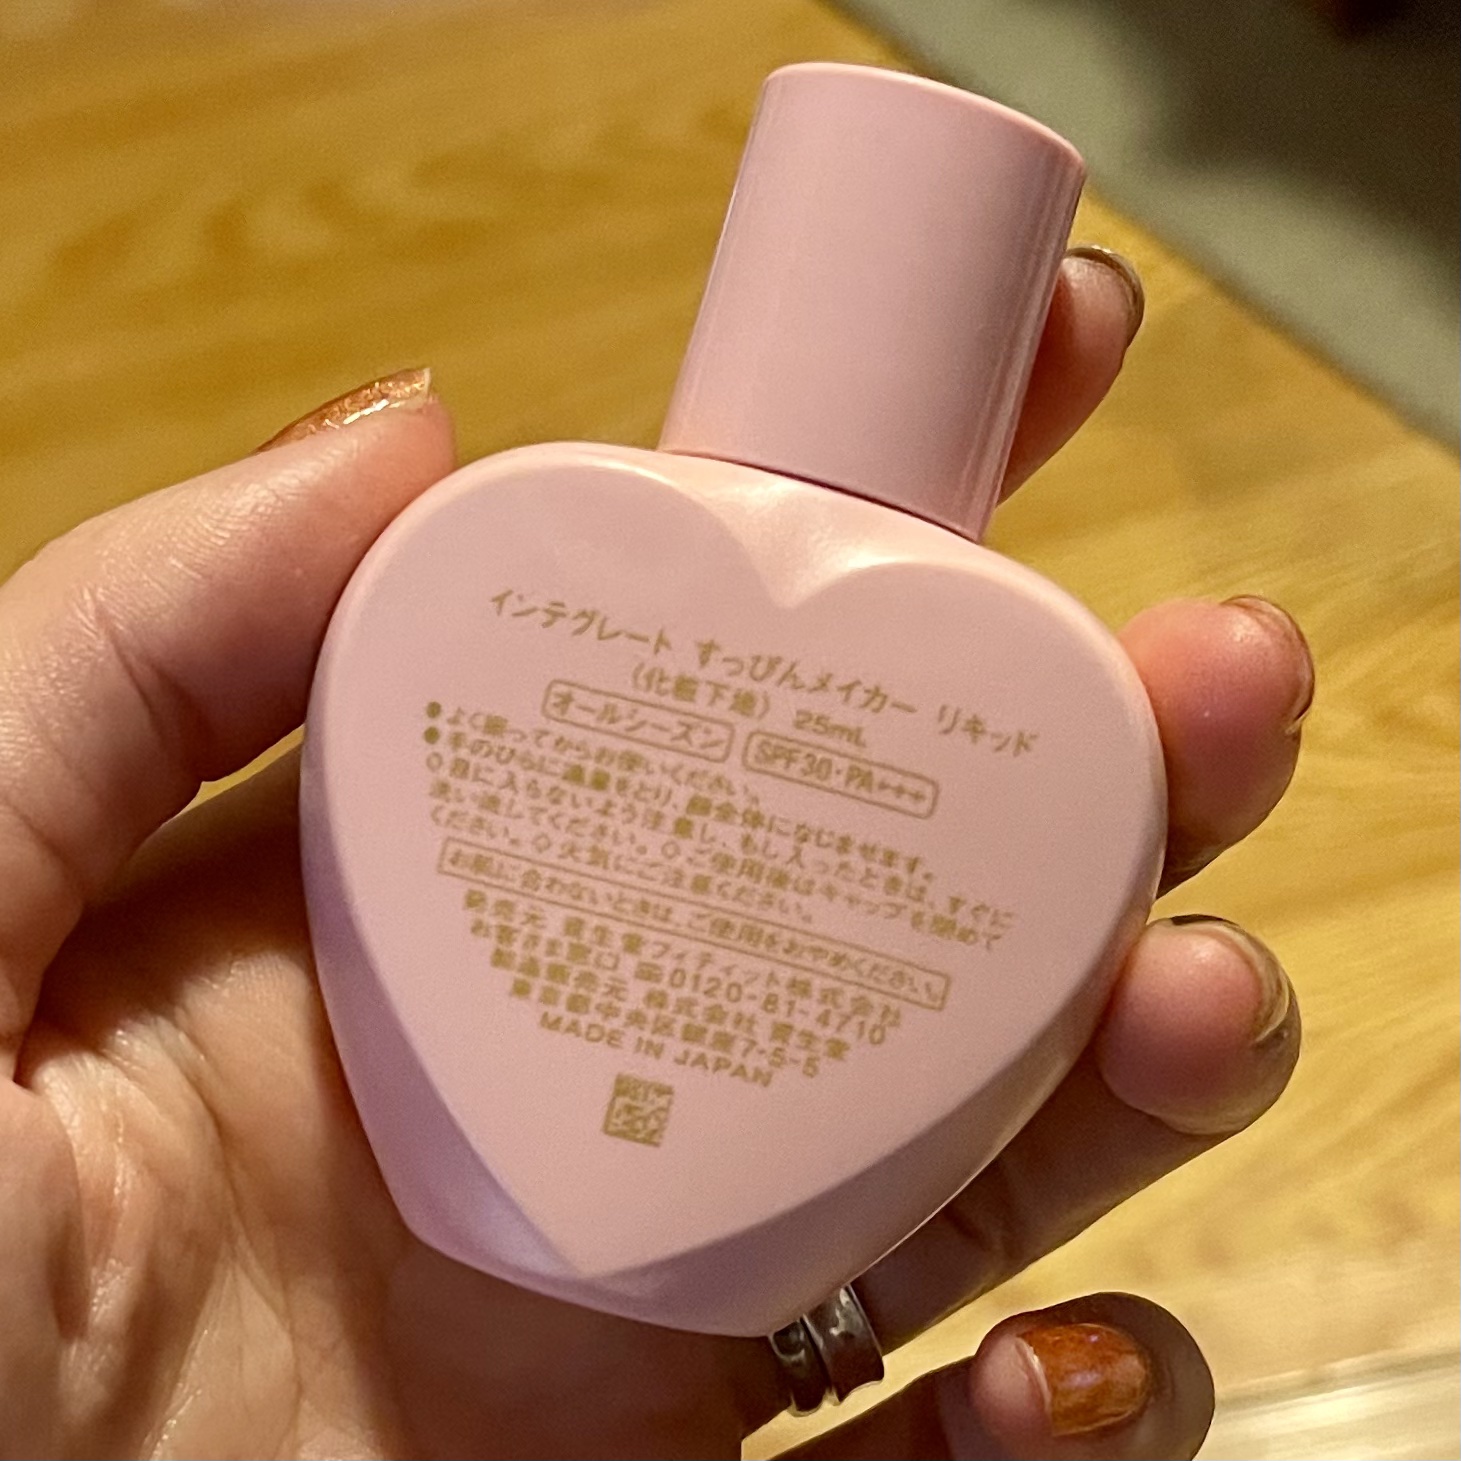 インテグレート すっぴんメイカー リキッド
(化粧下地) 25mL
オールシーズン SPF30・PA+++
●よく振ってからお使いください。
●手のひらに適量をとり、顔全体になじませます。
◇目に入らないよう注意し、もし入ったときは、すぐに
洗い流してください。◇ご使用後はキャップを閉めて
ください。◇火気にご注意ください。
お肌に合わないときは、ご使用をおやめください。
発売元 資生堂フィティット株式会社
お客さま窓口 0120-81-4710
製造販売元 株式会社 資生堂
東京都中央区銀座7-5-5
MADE IN JAPAN